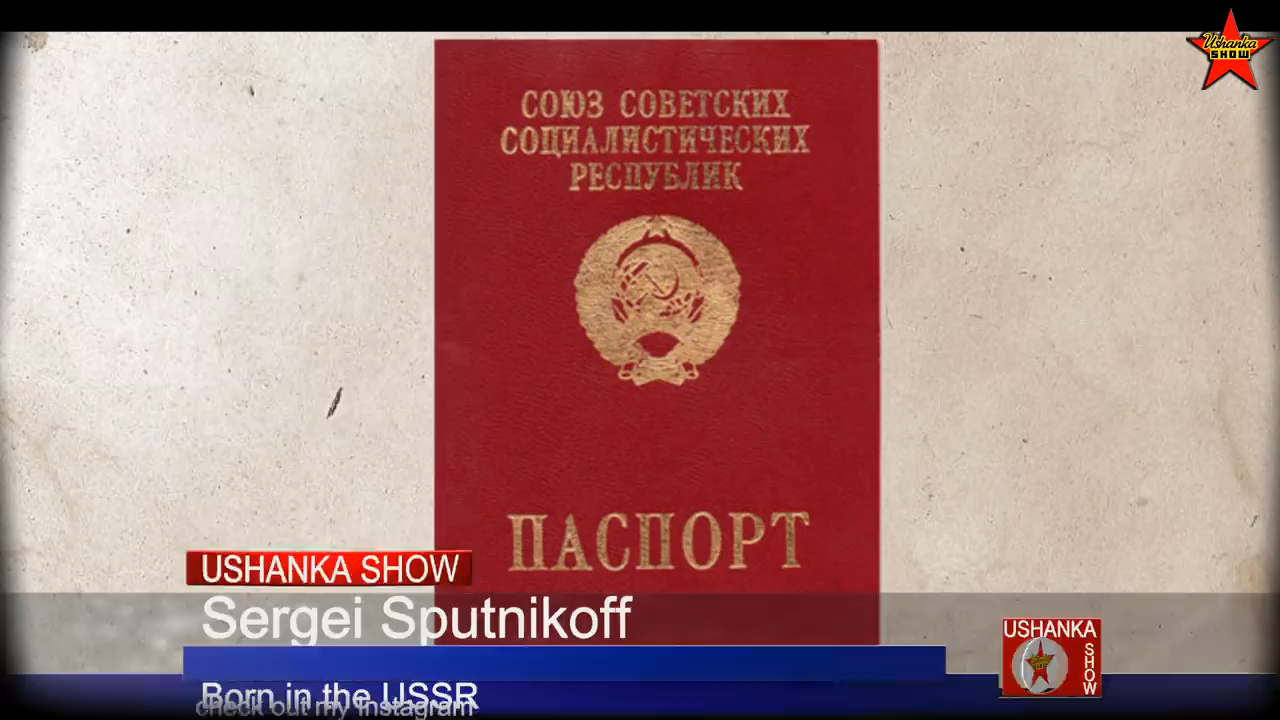 Ushanka
SHOW
СОЮЗ СОВЕТСКИХ
СОЦИАЛИСТИЧЕСКИХ
РЕСПУБЛИК
ПАСПОРТ
USHANKA SHOW
Sergei Sputnikoff
Born in the USSR
check out my Instagram
USHANKA
SHOW